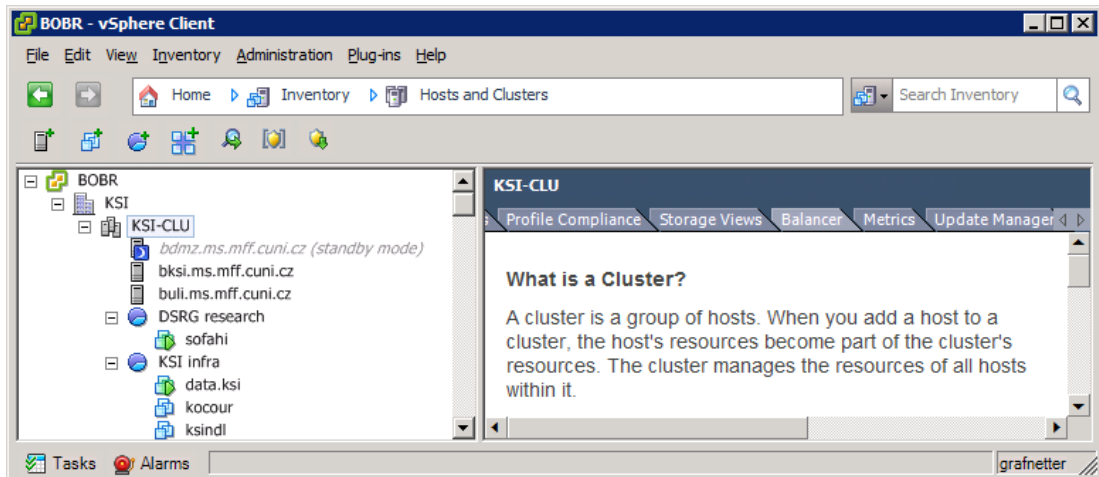 BOBR - vSphere Client
File Edit View Inventory Administration Plug-ins Help
Home Inventory Hosts and Clusters Search Inventory
BOBR
KSI
KSI-CLU
bdmz.ms.mff.cuni.cz (standby mode)
bksi.ms.mff.cuni.cz
buli.ms.mff.cuni.cz
DSRG research
sofahi
KSI infra
data.ksi
kocour
ksindl
KSI-CLU
s Profile Compliance Storage Views Balancer Metrics Update Manager
What is a Cluster?
A cluster is a group of hosts. When you add a host to a
cluster, the host's resources become part of the cluster's
resources. The cluster manages the resources of all hosts
within it.
Tasks Alarms grafnetter